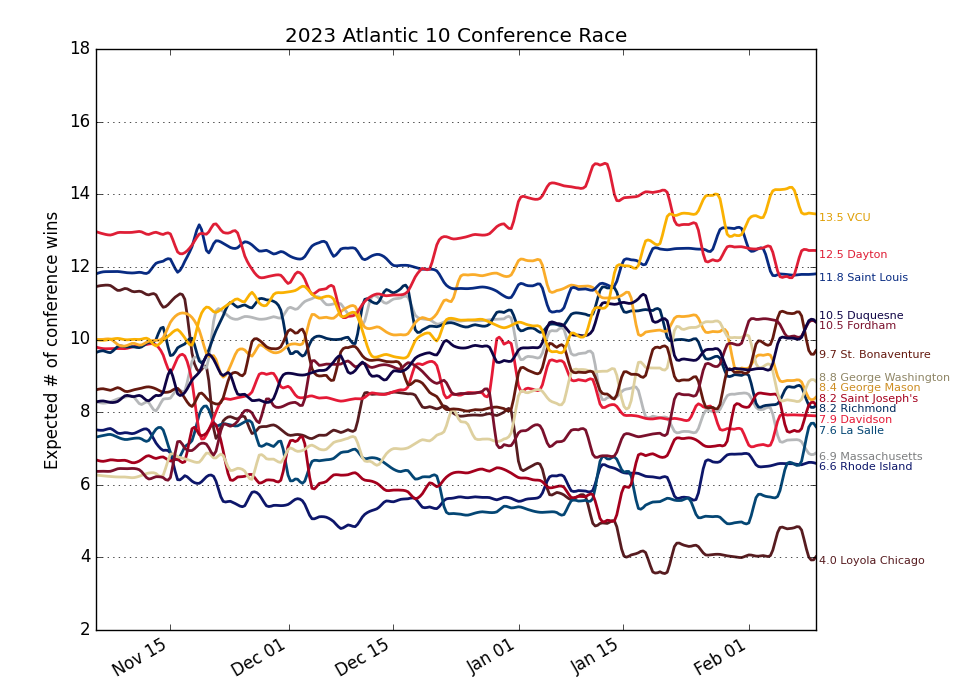 2023 Atlantic 10 Conference Race
Expected # of conference wins
18
16
14
12
10
8
6
4
2
13.5 VCU
12.5 Dayton
11.8 Saint Louis
10.5 Duquesne
10.5 Fordham
9.7 St. Bonaventure
8.8 George Washington
8.4 George Mason
8.2 Saint Joseph's
8.2 Richmond
7.9 Davidson
7.6 La Salle
6.9 Massachusetts
6.6 Rhode Island
4.0 Loyola Chicago
Nov 15
Dec 01
Dec 15
Jan 01
Jan 15
Feb 01